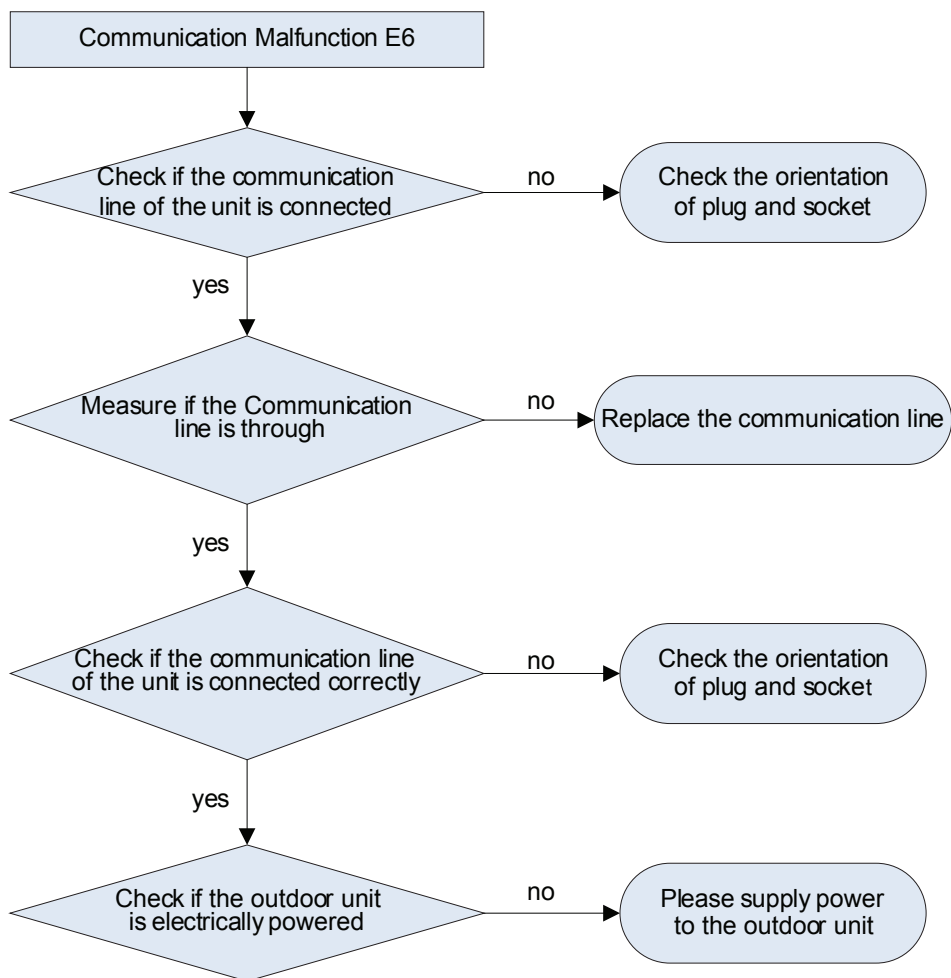 Communication Malfunction E6
Check if the communication
line of the unit is connected
no
Check the orientation
of plug and socket
yes
Measure if the Communication
line is through
no
Replace the communication line
yes
Check if the communication line
of the unit is connected correctly
no
Check the orientation
of plug and socket
yes
Check if the outdoor unit
is electrically powered
no
Please supply power
to the outdoor unit